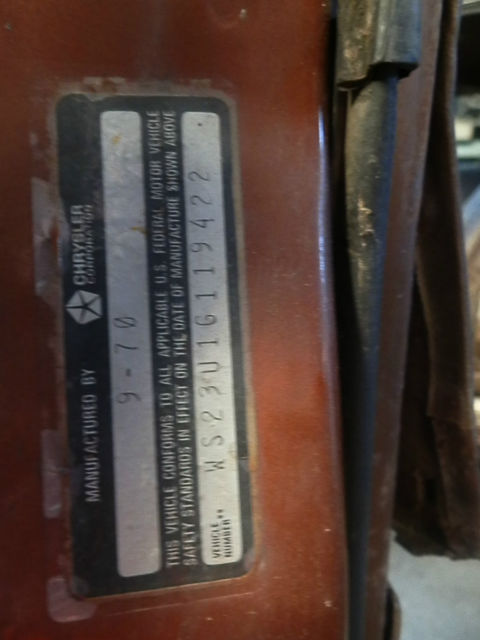 MANUFACTURED BY CHRYSLER CORPORATION
9-70
THIS VEHICLE CONFORMS TO ALL APPLICABLE U.S. FEDERAL MOTOR VEHICLE
SAFETY STANDARDS IN EFFECT ON THE DATE OF MANUFACTURE SHOWN ABOVE
VEHICLE NUMBER WS23U1G119422